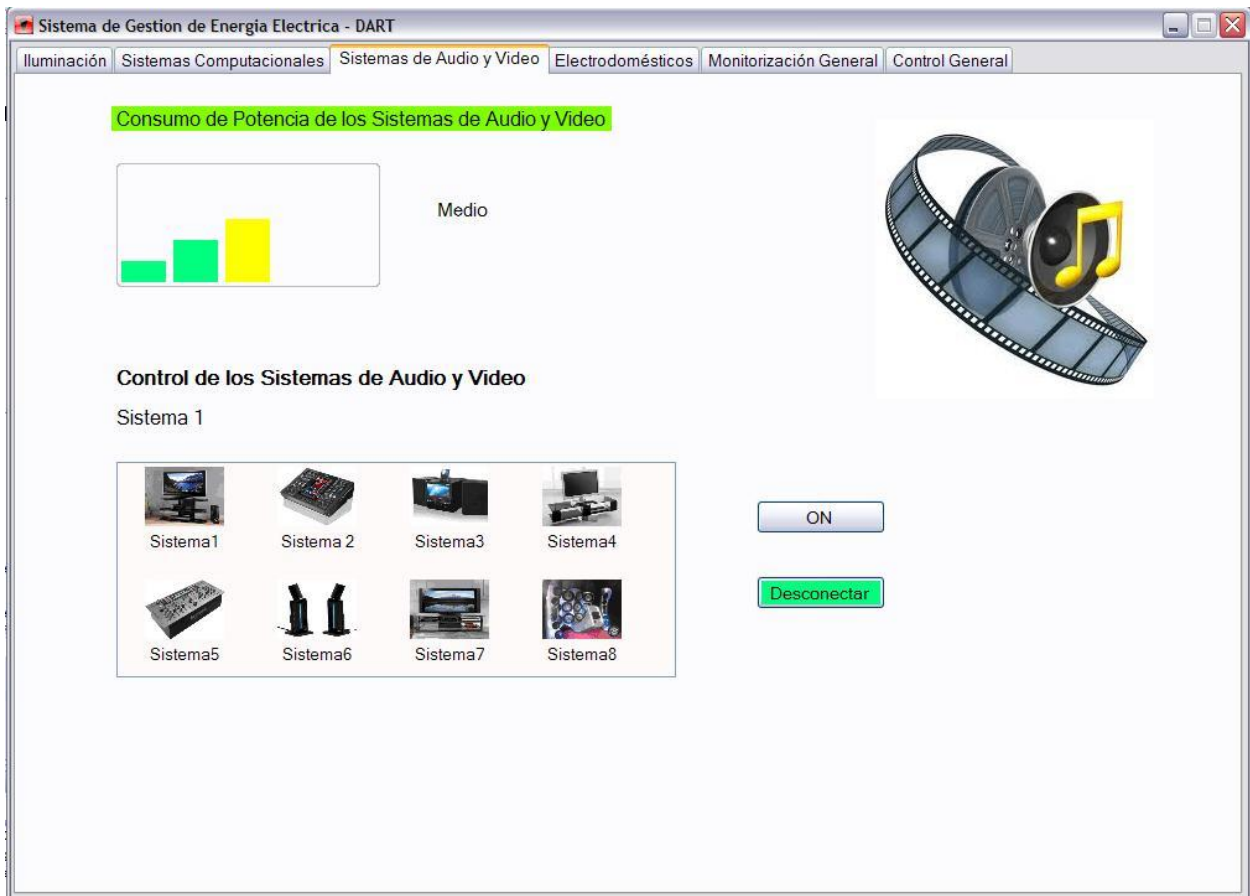 Sistema de Gestion de Energia Electrica - DART
Iluminación Sistemas Computacionales Sistemas de Audio y Video Electrodomésticos Monitorización General Control General
Consumo de Potencia de los Sistemas de Audio y Video
Medio
Control de los Sistemas de Audio y Video
Sistema 1
Sistema1 Sistema 2 Sistema3 Sistema4
ON
Desconectar
Sistema5 Sistema6 Sistema7 Sistema8